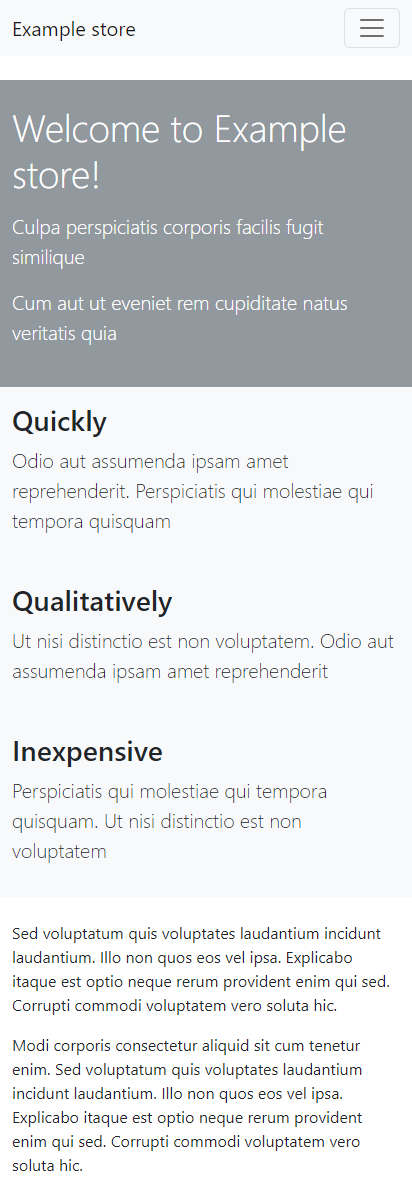 Example store
Welcome to Example
store!
Culpa perspiciatis corporis facilis fugit
similique
Cum aut ut eveniet rem cupiditate natus
veritatis quia
Quickly
Odio aut assumenda ipsam amet
reprehenderit. Perspiciatis qui molestiae qui
tempora quisquam
Qualitatively
Ut nisi distinctio est non voluptatem. Odio aut
assumenda ipsam amet reprehenderit
Inexpensive
Perspiciatis qui molestiae qui tempora
quisquam. Ut nisi distinctio est non
voluptatem
Sed voluptatum quis voluptates laudantium incidunt
laudantium. Illo non quos eos vel ipsa. Explicabo
itaque est optio neque rerum provident enim qui sed.
Corrupti commodi voluptatem vero soluta hic.
Modi corporis consectetur aliquid sit cum tenetur
enim. Sed voluptatum quis voluptates laudantium
incidunt laudantium. Illo non quos eos vel ipsa.
Explicabo itaque est optio neque rerum provident
enim qui sed. Corrupti commodi voluptatem vero
soluta hic.